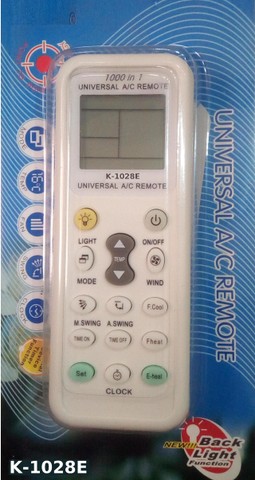 1000 in 1
UNIVERSAL A/C REMOTE
K-1028E
UNIVERSAL A/C REMOTE
LIGHT
ON/OFF
TEMP
MODE
WIND
F.Cool
M.SWING
A.SWING
TIME ON
TIME OFF
F.heat
Set
E-heat
CLOCK
UNIVERSAL A/C REMOTE
NEW!!!
Back
Light
Function
K-1028E